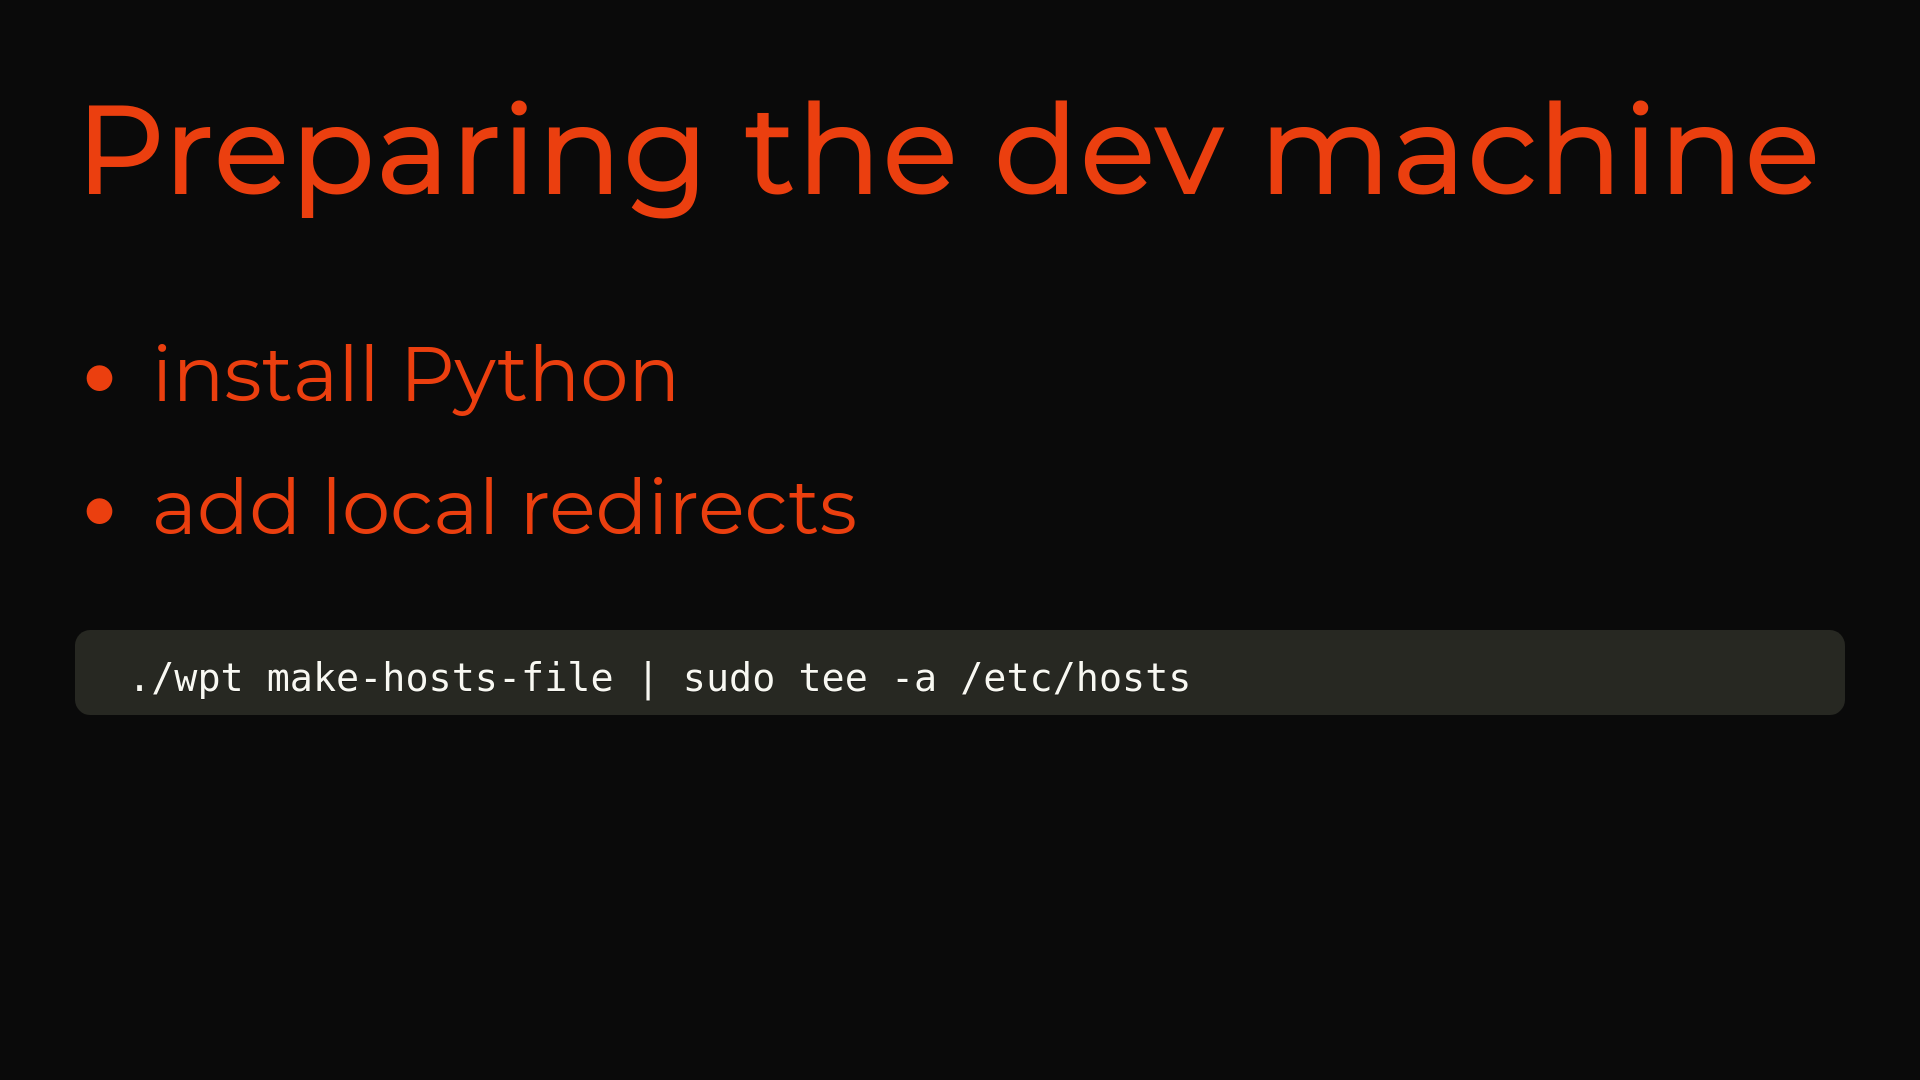 Preparing the dev machine
• install Python
• add local redirects
./wpt make-hosts-file | sudo tee -a /etc/hosts